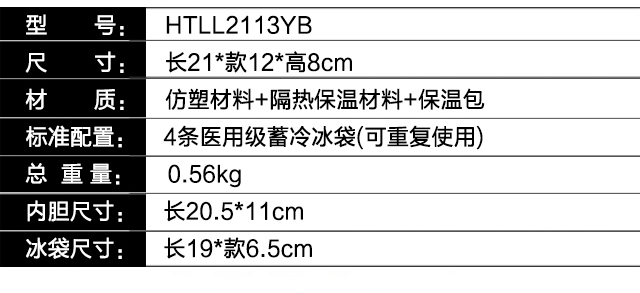 型 号： HTLL2113YB
尺 寸： 长21*款12*高8cm
材 质： 仿塑材料+隔热保温材料+保温包
标准配置： 4条医用级蓄冷冰袋(可重复使用)
总 重 量： 0.56kg
内胆尺寸： 长20.5*11cm
冰袋尺寸： 长19*款6.5cm